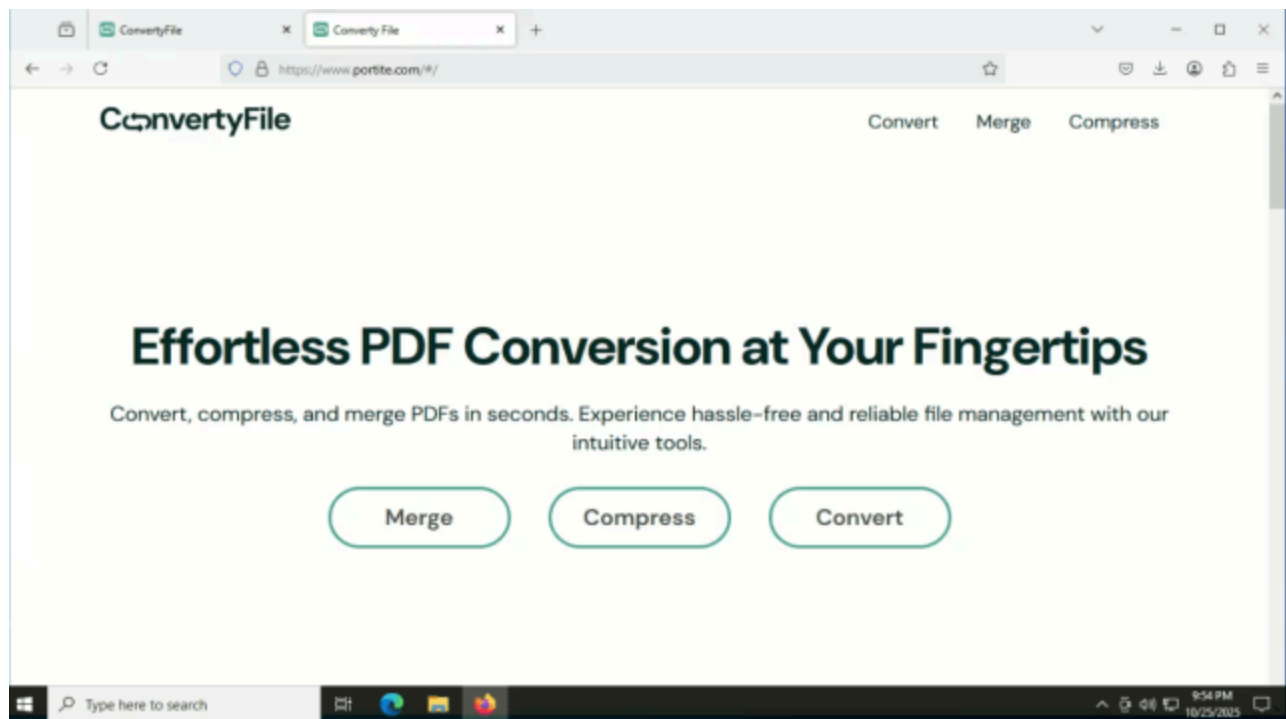 ConvertyFile
Converty File
https://www.portite.com/#/
ConvertyFile
Convert Merge Compress
Effortless PDF Conversion at Your Fingertips
Convert, compress, and merge PDFs in seconds. Experience hassle-free and reliable file management with our
intuitive tools.
Merge Compress Convert
Type here to search
9:54 PM
10/25/2025